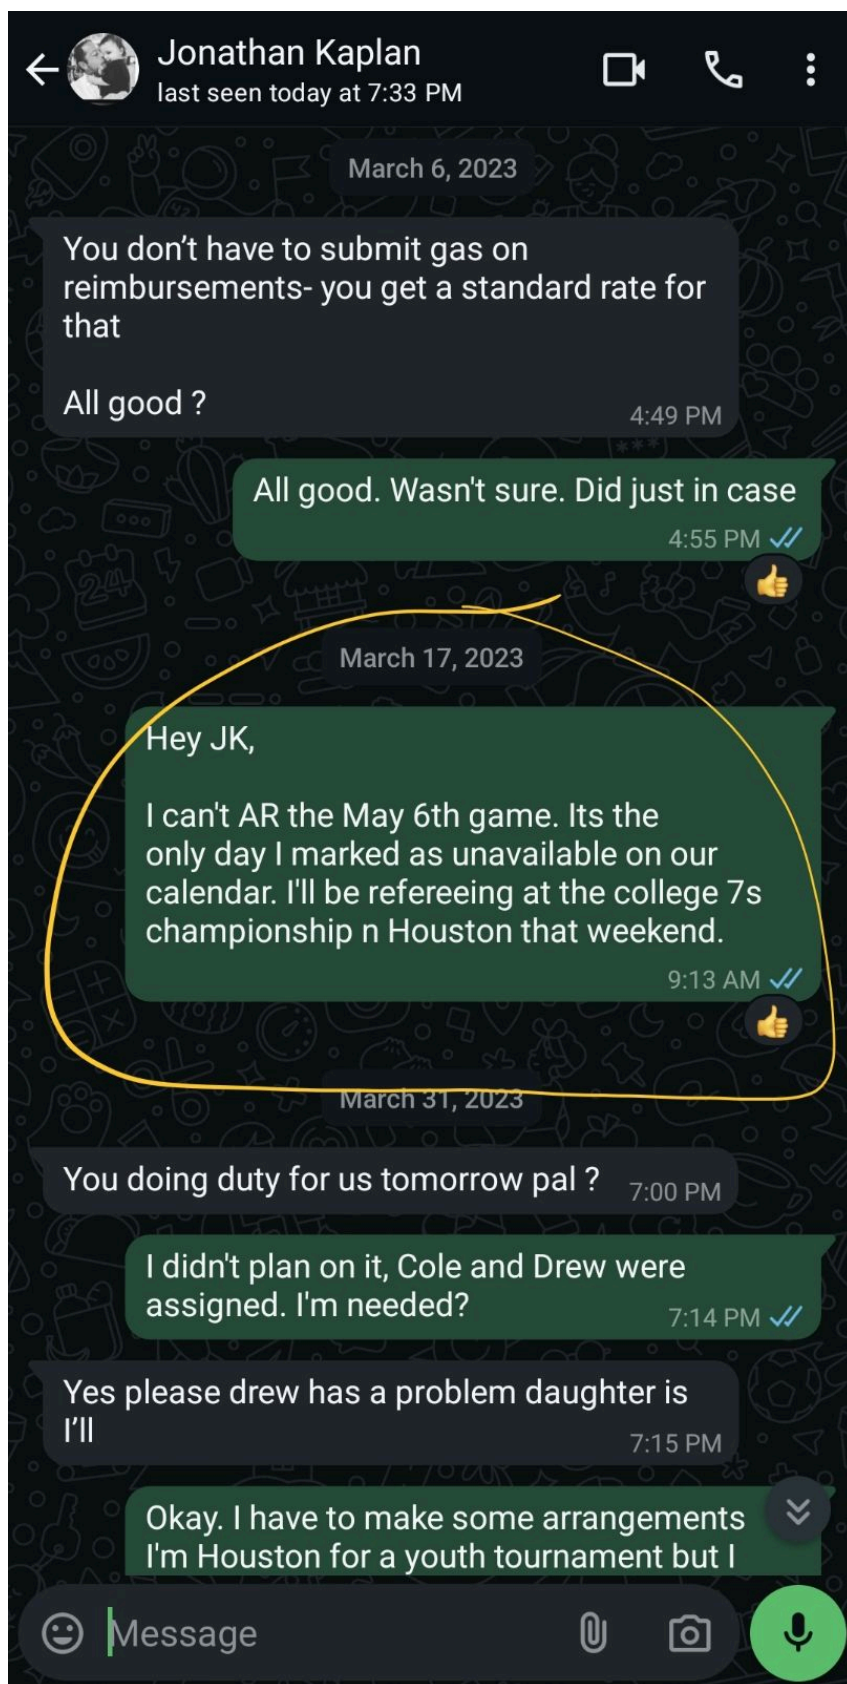 Jonathan Kaplan
last seen today at 7:33 PM
March 6, 2023
You don’t have to submit gas on
reimbursements- you get a standard rate for
that
All good ?
4:49 PM
All good. Wasn't sure. Did just in case
4:55 PM
March 17, 2023
Hey JK,
I can't AR the May 6th game. Its the
only day I marked as unavailable on our
calendar. I'll be refereeing at the college 7s
championship n Houston that weekend.
9:13 AM
March 31, 2023
You doing duty for us tomorrow pal ?
7:00 PM
I didn't plan on it, Cole and Drew were
assigned. I'm needed?
7:14 PM
Yes please drew has a problem daughter is
I’ll
7:15 PM
Okay. I have to make some arrangements
I'm Houston for a youth tournament but I
Message